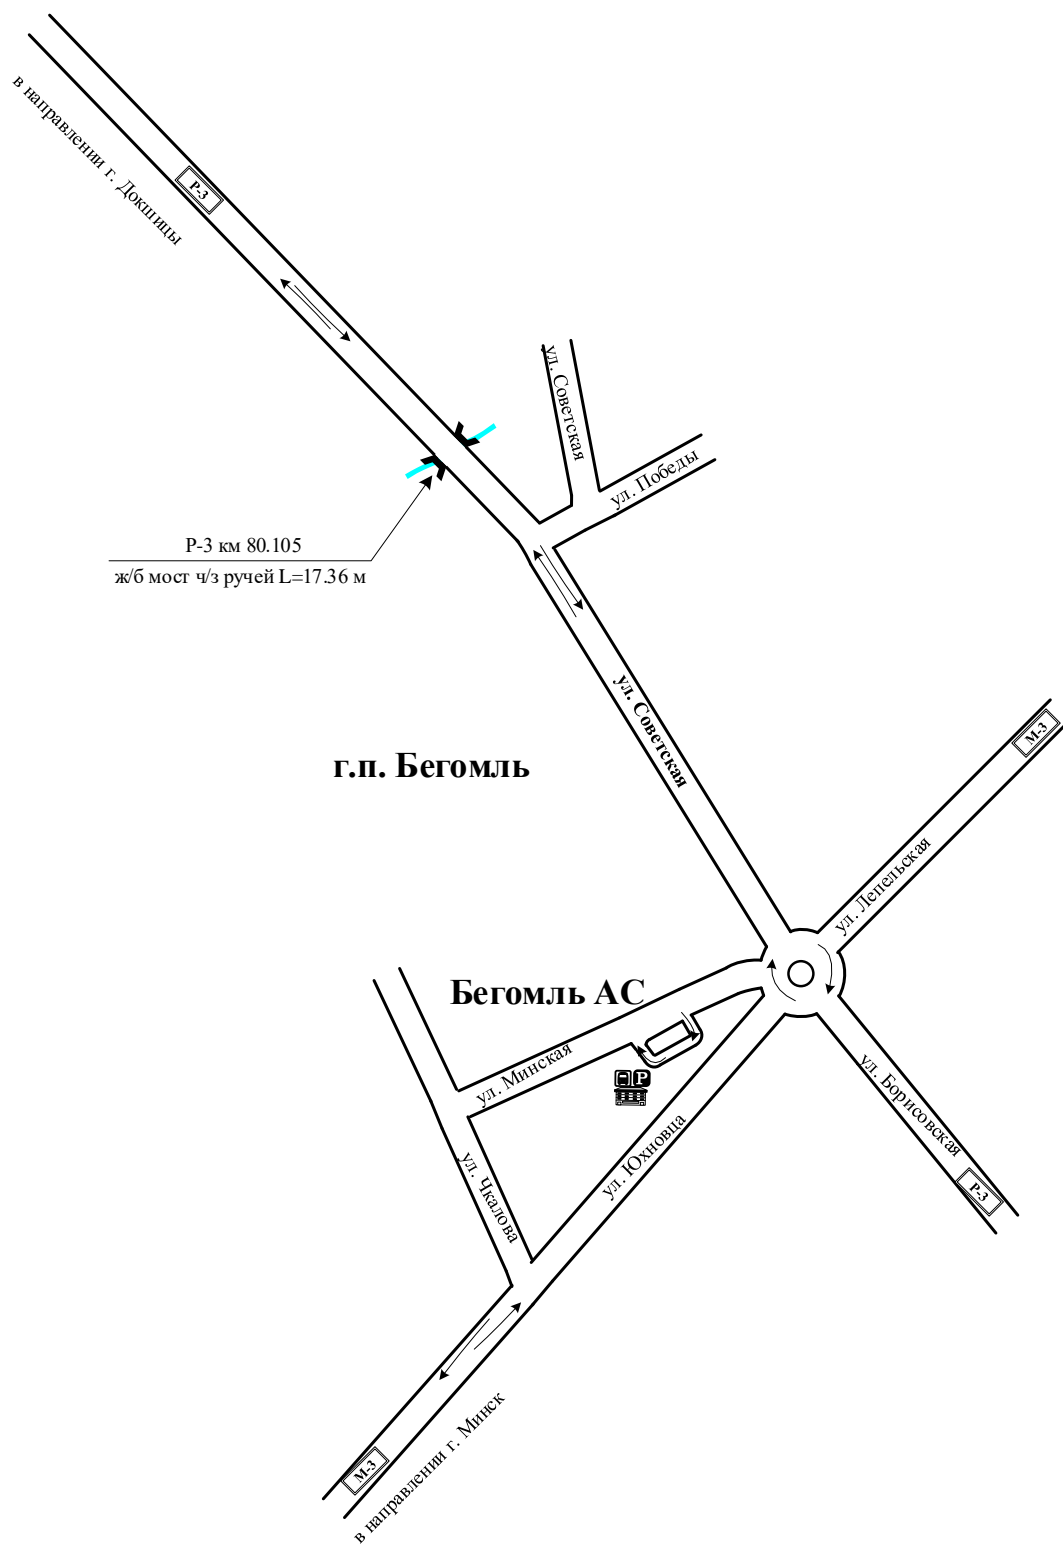 в направлении г. Докшицы
Р-3
ул. Советская
ул. Победы
Р-3 км 80.105
ж/б мост ч/з ручей L=17.36 м
ул. Советская
г.п. Бегомль
М-3
ул. Лепельская
Бегомль АС
ул. Минская
P
ул. Борисовская
ул. Юхновца
ул. Чкалова
Р-3
М-3
в направлении г. Минск